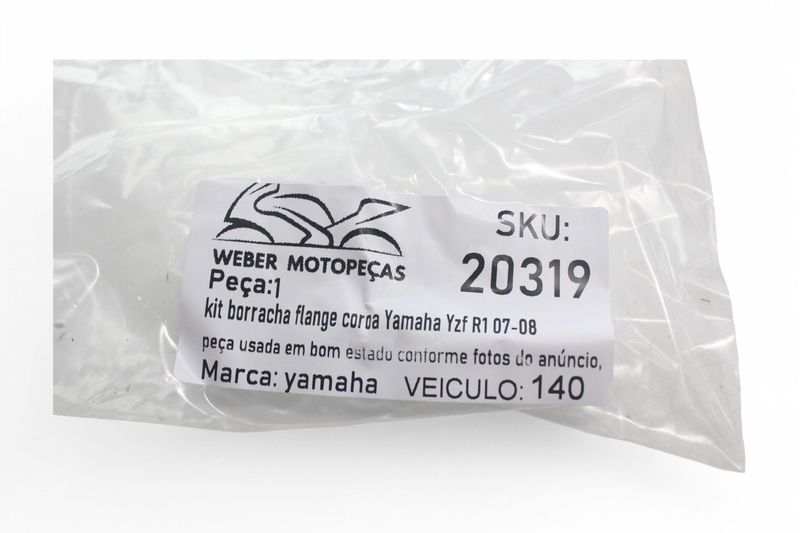 WEBER MOTOPEÇAS
SKU:
20319
Peça:1
kit borracha flange coroa Yamaha Yzf R1 07-08
peça usada em bom estado conforme fotos do anúncio,
Marca: yamaha VEICULO: 140